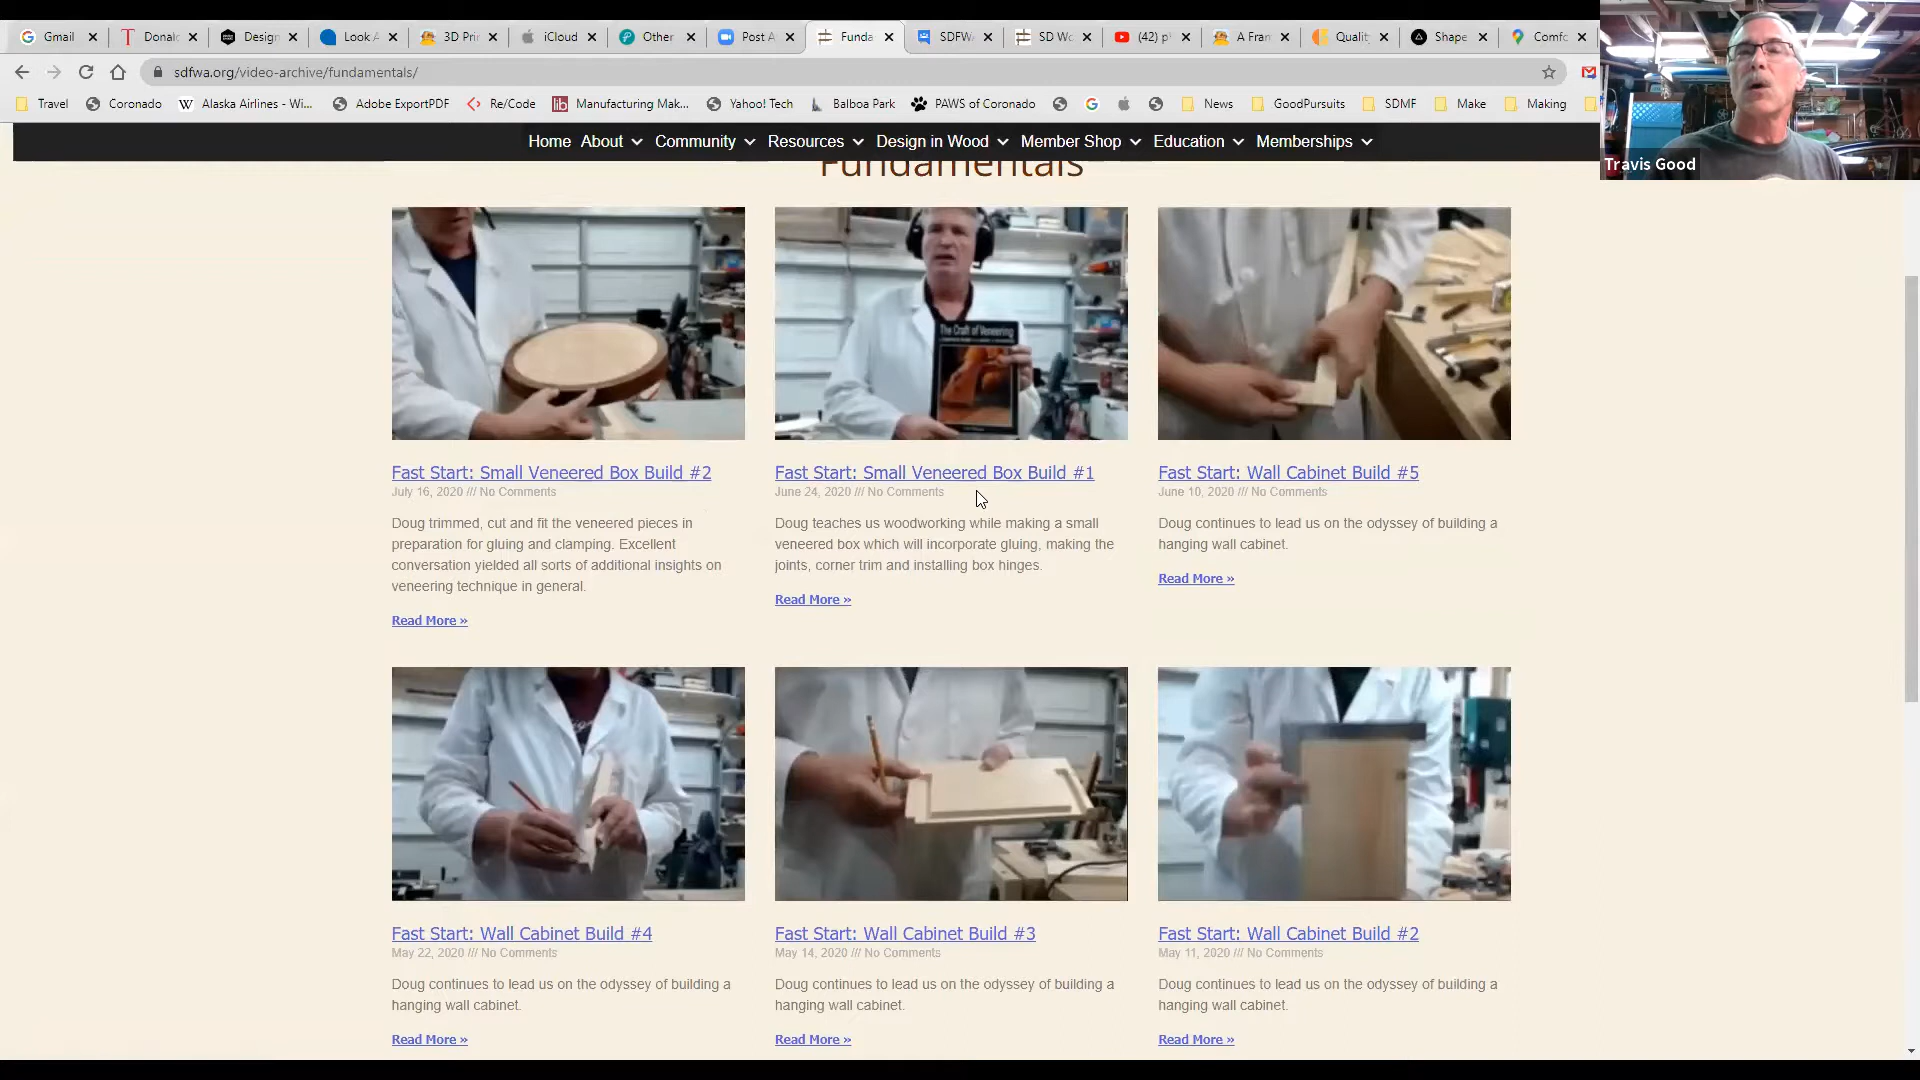 Gmail
Donal
Design
Look A
3D Prin
iCloud
Other
Post A
Funda
SDFWA
SD Wo
(42) p
A Fram
Quality
Shape
Comfo
sdfwa.org/video-archive/fundamentals/
Travel
Coronado
Alaska Airlines - Wi...
Adobe ExportPDF
Re/Code
Manufacturing Mak...
Yahoo! Tech
Balboa Park
PAWS of Coronado
News
GoodPursuits
SDMF
Make
Making
Home About Community Resources Design in Wood Member Shop Education Memberships
Travis Good
Fundamentals
The Craft of Veneering
Fast Start: Small Veneered Box Build #2
July 16, 2020 /// No Comments
Doug trimmed, cut and fit the veneered pieces in
preparation for gluing and clamping. Excellent
conversation yielded all sorts of additional insights on
veneering technique in general.
Read More »
Fast Start: Small Veneered Box Build #1
June 24, 2020 /// No Comments
Doug teaches us woodworking while making a small
veneered box which will incorporate gluing, making the
joints, corner trim and installing box hinges.
Read More »
Fast Start: Wall Cabinet Build #5
June 10, 2020 /// No Comments
Doug continues to lead us on the odyssey of building a
hanging wall cabinet.
Read More »
Fast Start: Wall Cabinet Build #4
May 22, 2020 /// No Comments
Doug continues to lead us on the odyssey of building a
hanging wall cabinet.
Read More »
Fast Start: Wall Cabinet Build #3
May 14, 2020 /// No Comments
Doug continues to lead us on the odyssey of building a
hanging wall cabinet.
Read More »
Fast Start: Wall Cabinet Build #2
May 11, 2020 /// No Comments
Doug continues to lead us on the odyssey of building a
hanging wall cabinet.
Read More »